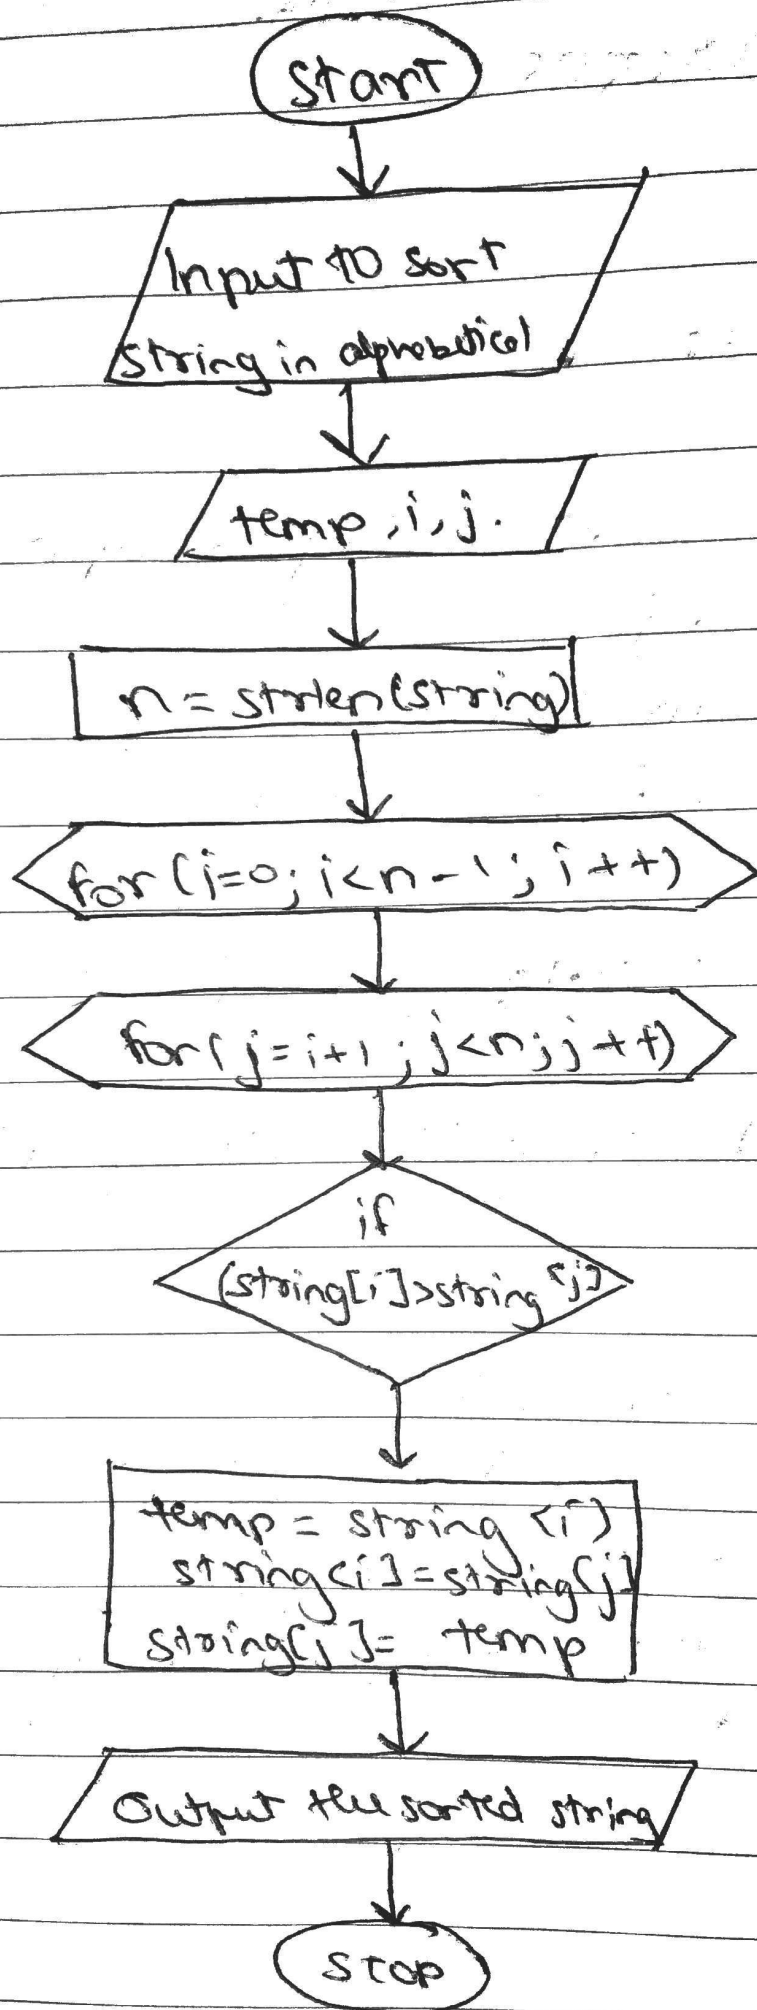 Start
Input to sort
string in alphabetical
temp, i, j.
n = strlen(string)
for (i=0; i<n-1; i++)
for (j=i+1; j<n; j++)
if
(string[i]>string[j]
temp = string[i]
string[i] = string[j]
string[j] = temp
Output the sorted string
Stop